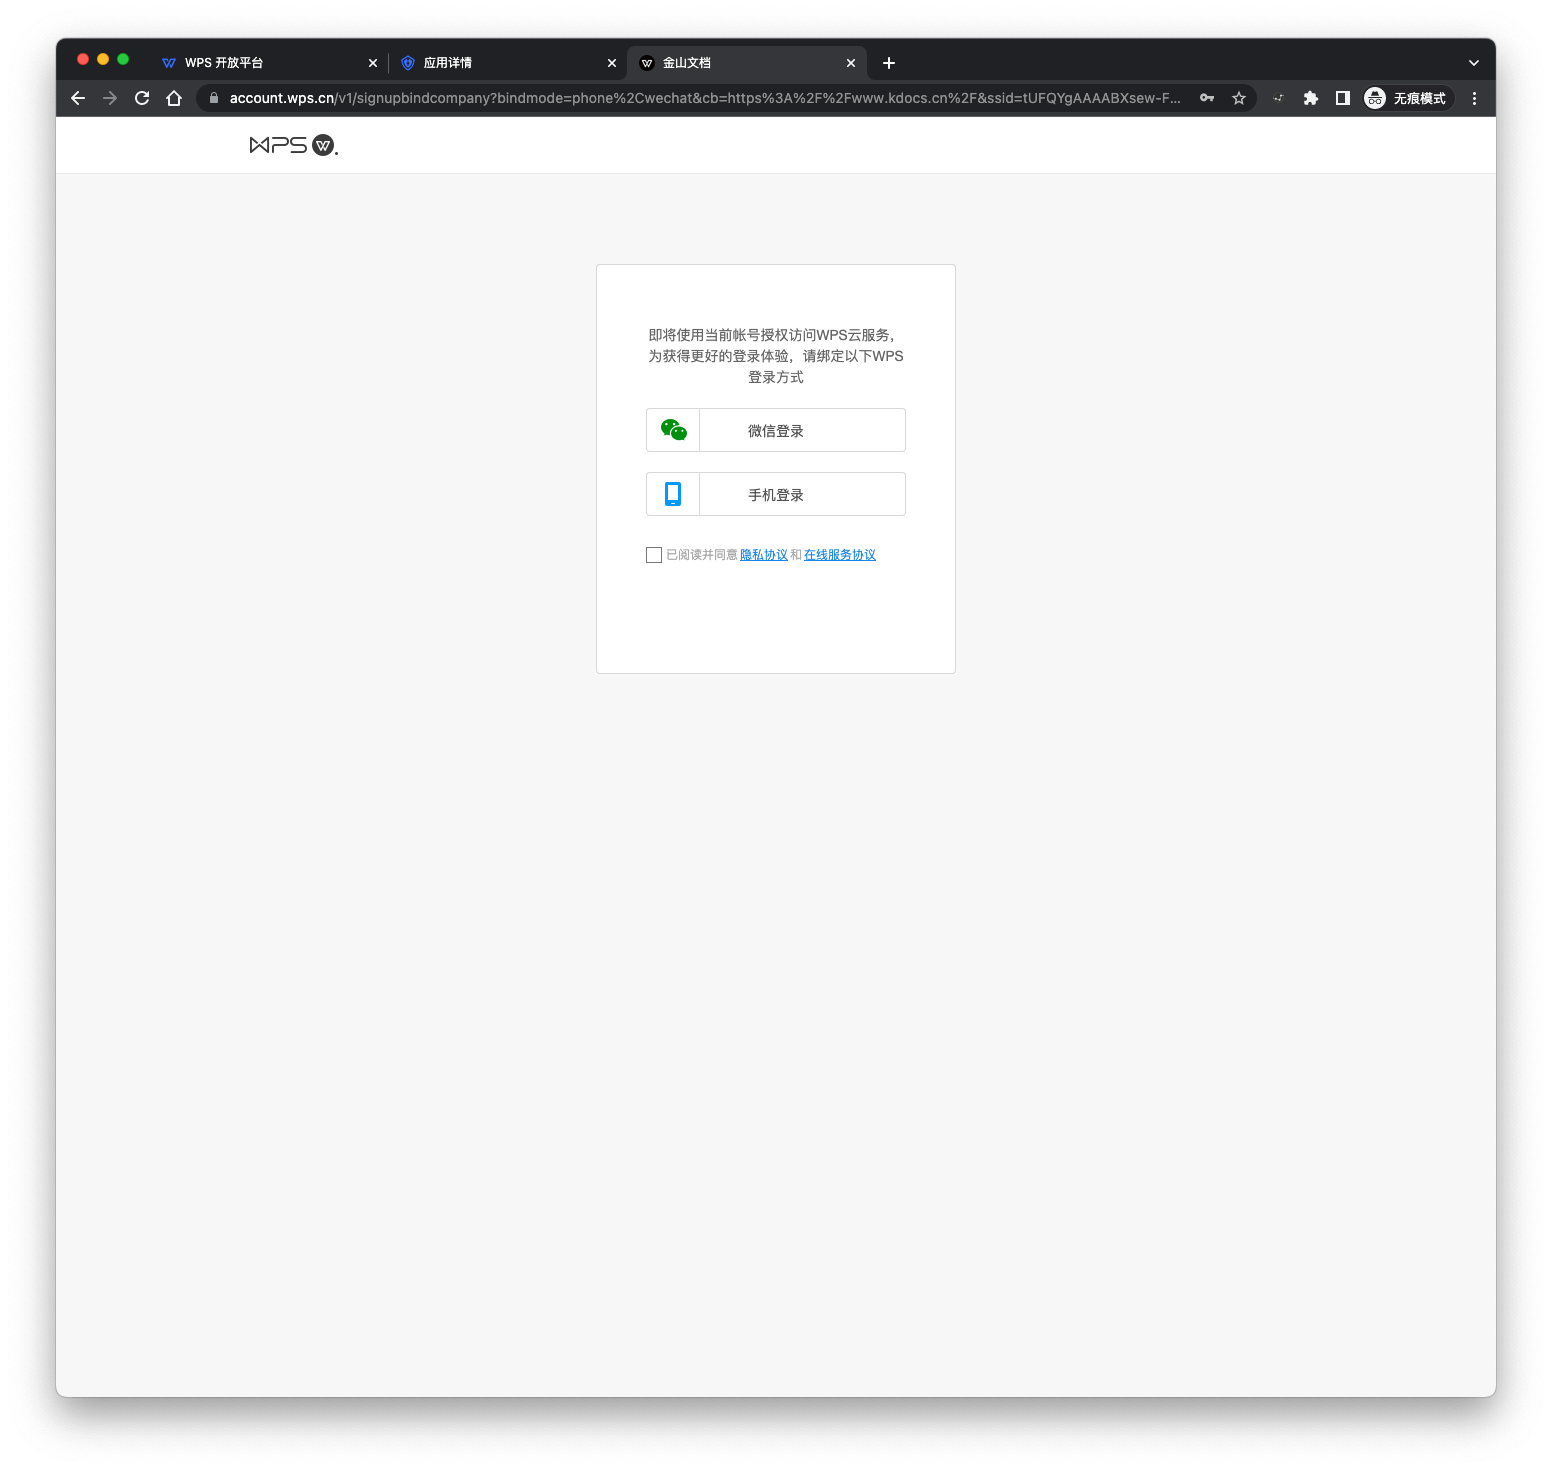 WPS 开放平台
应用详情
金山文档
account.wps.cn/v1/signupbindcompany?bindmode=phone%2Cwechat&cb=https%3A%2F%2Fwww.kdocs.cn%2F&ssid=tUFQYgAAAABXsew-F...
无痕模式
WPS
即将使用当前帐号授权访问WPS云服务，
为获得更好的登录体验，请绑定以下WPS
登录方式
微信登录
手机登录
已阅读并同意 隐私协议 和 在线服务协议